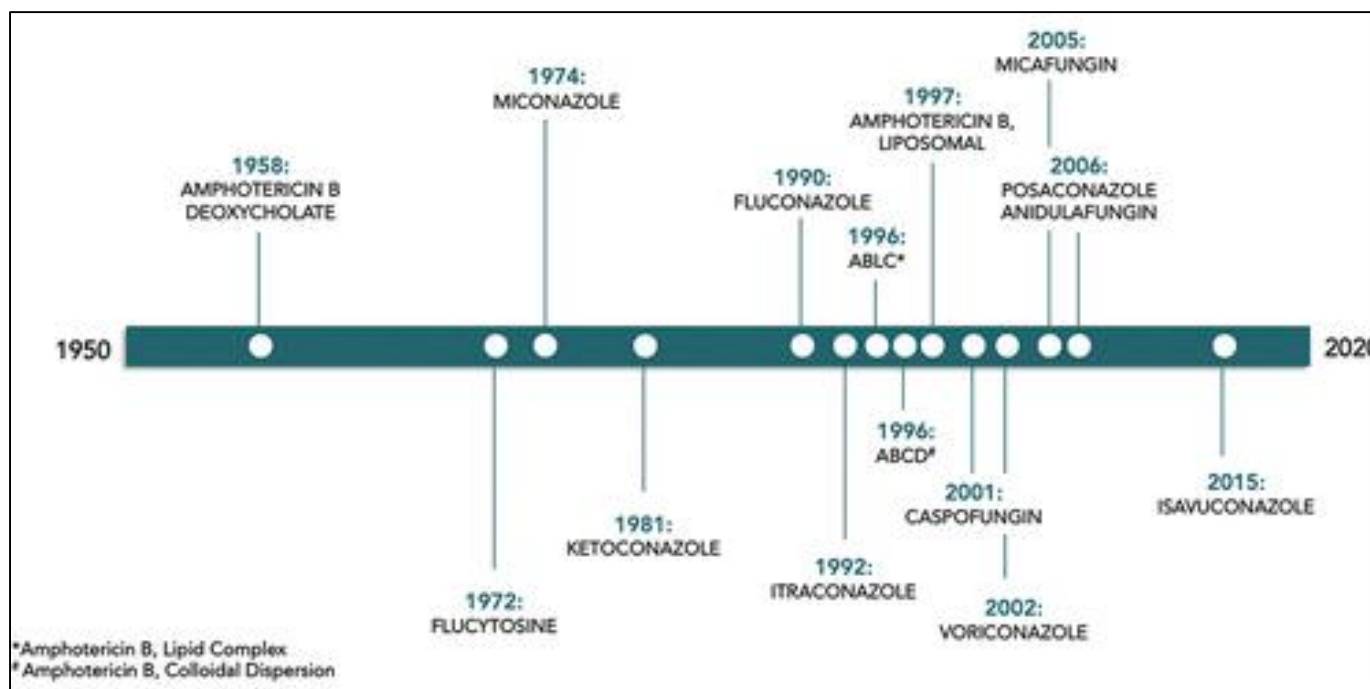 2005:
MICAFUNGIN
1974:
MICONAZOLE
1997:
AMPHOTERICIN B,
LIPOSOMAL
1958:
AMPHOTERICIN B
DEOXYCHOLATE
1990:
FLUCONAZOLE
2006:
POSACONAZOLE
ANIDULAFUNGIN
1996:
ABLC*
1950
2020
1996:
ABCD#
2001:
CASPOFUNGIN
2015:
ISAVUCONAZOLE
1981:
KETOCONAZOLE
1992:
ITRACONAZOLE
1972:
FLUCYTOSINE
2002:
VORICONAZOLE
*Amphotericin B, Lipid Complex
#Amphotericin B, Colloidal Dispersion